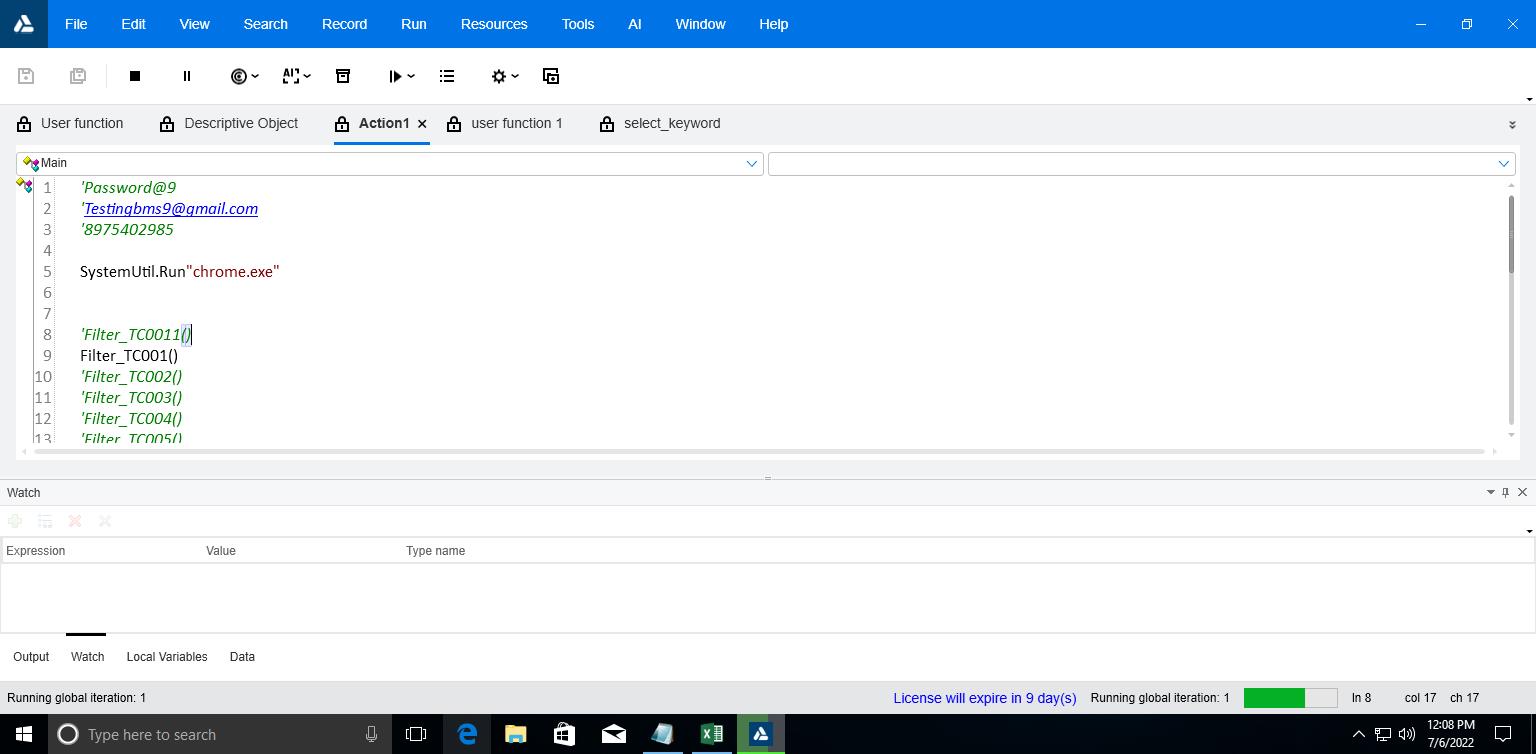 File Edit View Search Record Run Resources Tools AI Window Help
User function Descriptive Object Action1 user function 1 select_keyword
Main
1 'Password@9
2 'Testingbms9@gmail.com
3 '8975402985
4
5 SystemUtil.Run"chrome.exe"
6
7
8 'Filter_TC0011()
9 Filter_TC001()
10 'Filter_TC002()
11 'Filter_TC003()
12 'Filter_TC004()
13 'Filter_TC005()
Watch
Expression Value Type name
Output Watch Local Variables Data
Running global iteration: 1 License will expire in 9 day(s) Running global iteration: 1 ln 8 col 17 ch 17
Type here to search 12:08 PM
7/6/2022